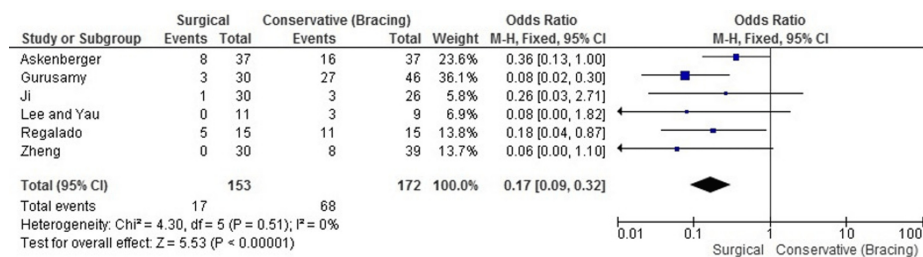 Surgical Conservative (Bracing) Odds Ratio Odds Ratio
Study or Subgroup Events Total Events Total Weight M-H, Fixed, 95% CI M-H, Fixed, 95% CI
Askenberger 8 37 16 37 23.6% 0.36 [0.13, 1.00]
Gurusamy 3 30 27 46 36.1% 0.08 [0.02, 0.30]
Ji 1 30 3 26 5.8% 0.26 [0.03, 2.71]
Lee and Yau 0 11 3 9 6.9% 0.08 [0.00, 1.82]
Regalado 5 15 11 15 13.8% 0.18 [0.04, 0.87]
Zheng 0 30 8 39 13.7% 0.06 [0.00, 1.10]
Total (95% CI) 153 172 100.0% 0.17 [0.09, 0.32]
Total events 17 68
Heterogeneity: Chi² = 4.30, df = 5 (P = 0.51); I² = 0%
Test for overall effect: Z = 5.53 (P < 0.00001)
0.01 0.1 1 10 100
Surgical Conservative (Bracing)